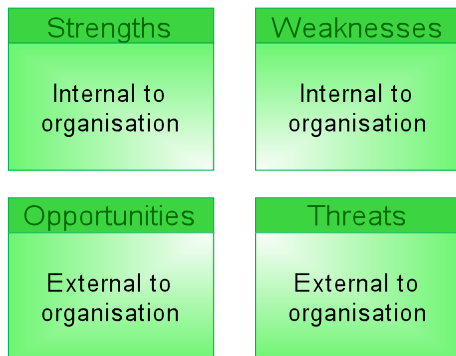 Strengths
Internal to
organisation
Weaknesses
Internal to
organisation
Opportunities
External to
organisation
Threats
External to
organisation